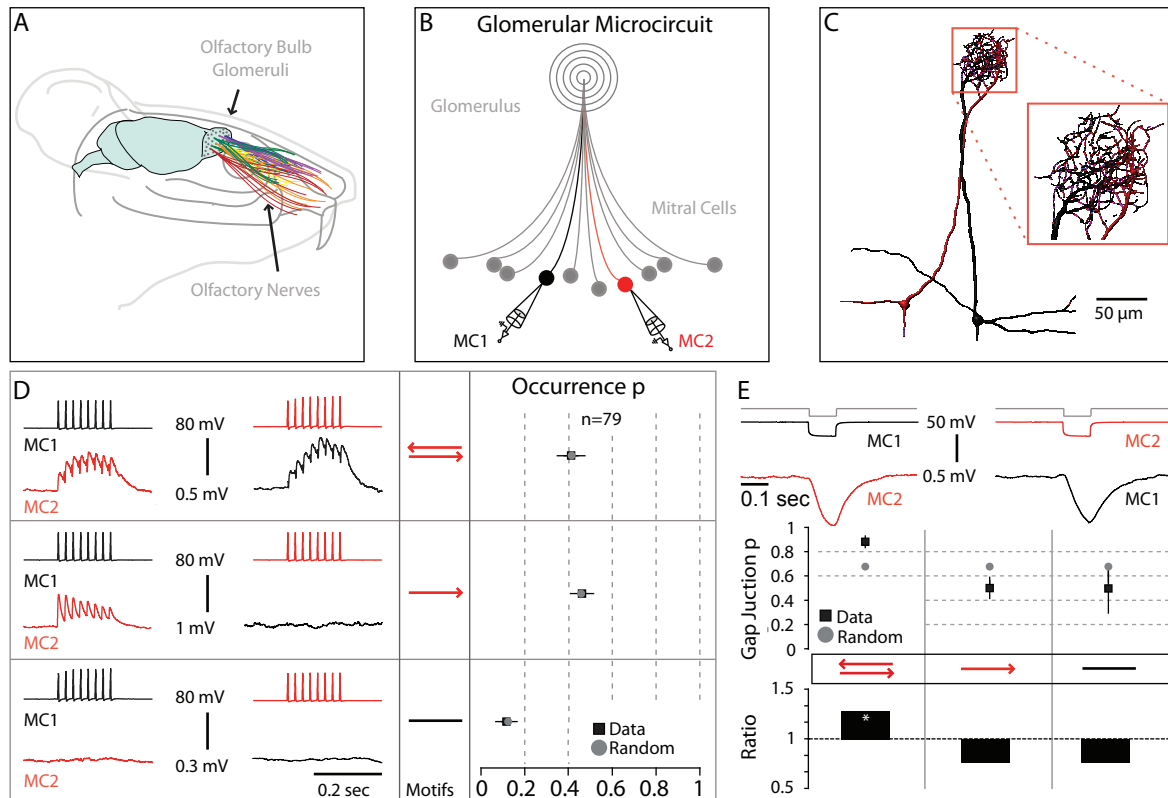 A
Olfactory Bulb
Glomeruli
Olfactory Nerves
B
Glomerular Microcircuit
Glomerulus
Mitral Cells
MC1
MC2
C
50 µm
D
MC1
80 mV
MC2
0.5 mV
MC1
80 mV
MC2
1 mV
MC1
80 mV
MC2
0.3 mV
0.2 sec
Motifs
Occurrence p
n=79
Data
Random
0 0.2 0.4 0.6 0.8 1
E
MC1
50 mV
MC2
0.1 sec
MC2
0.5 mV
MC1
Gap Juction p
1
0.8
0.6
0.4
0.2
0
Data
Random
Ratio
1.5
1
0.5
*